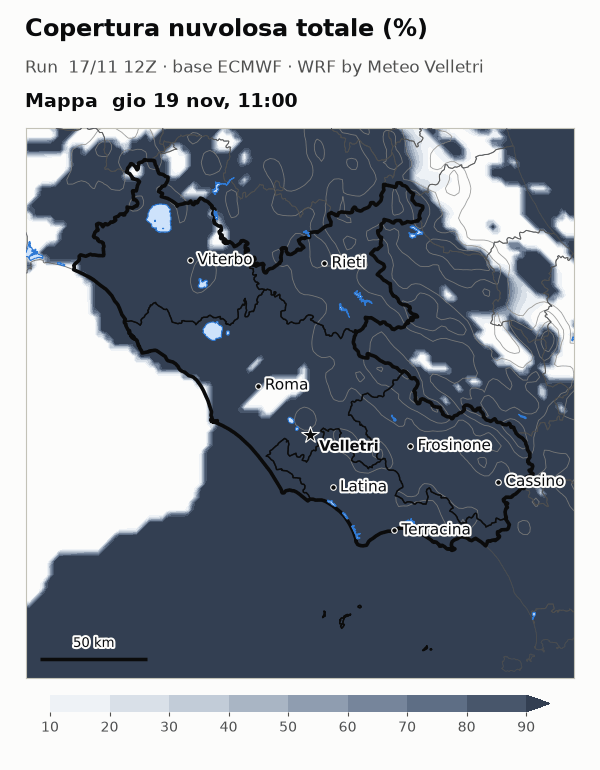 Copertura nuvolosa totale (%)
Run 17/11 12Z · base ECMWF · WRF by Meteo Velletri
Mappa gio 19 nov, 11:00
Viterbo
Rieti
Roma
Velletri
Frosinone
Cassino
Latina
Terracina
50 km
10 20 30 40 50 60 70 80 90